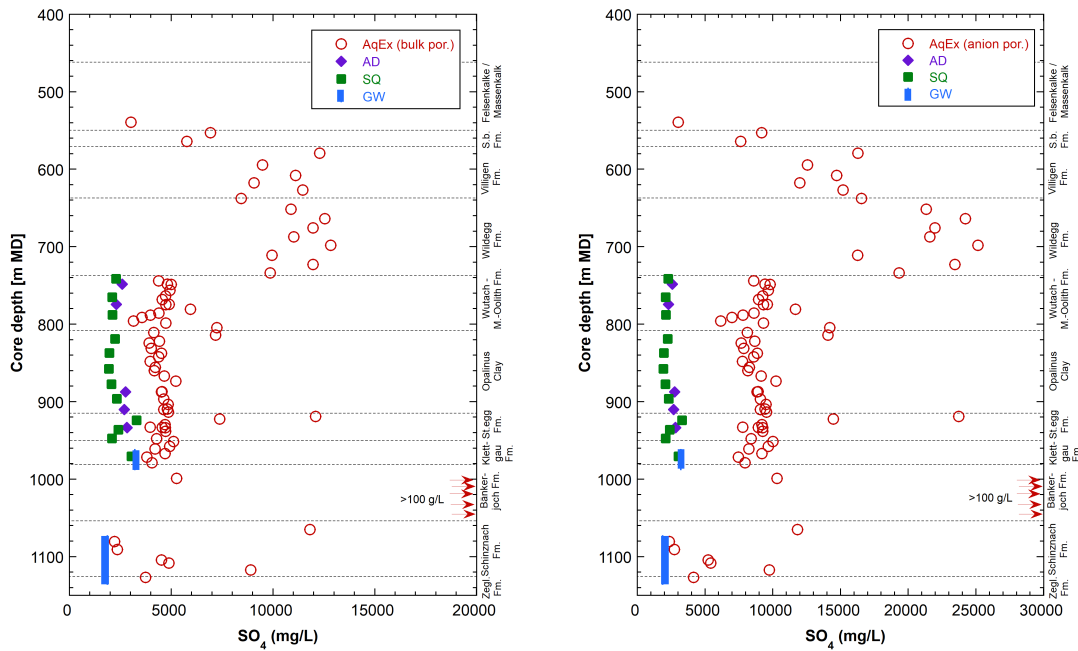 400
500
600
700
800
900
1000
1100
Core depth [m MD]
0
5000
10000
15000
20000
SO4 (mg/L)
AqEx (bulk por.)
AD
SQ
GW
>100 g/L
Felsenkalke /
Massenkalk
S.b.
Fm.
Villigen
Fm.
Wildegg
Fm.
Wutach -
M.-Oolith Fm.
Opalinus
Clay
St.egg
Fm.
Klett-
gau
Fm.
Bänker-
joch Fm.
Schinznach
Fm.
Zegl.
Fm.
400
500
600
700
800
900
1000
1100
Core depth [m MD]
0
5000
10000
15000
20000
25000
30000
SO4 (mg/L)
AqEx (anion por.)
AD
SQ
GW
>100 g/L
Felsenkalke /
Massenkalk
S.b.
Fm.
Villigen
Fm.
Wildegg
Fm.
Wutach -
M.-Oolith Fm.
Opalinus
Clay
St.egg
Fm.
Klett-
gau
Fm.
Bänker-
joch Fm.
Schinznach
Fm.
Zegl.
Fm.